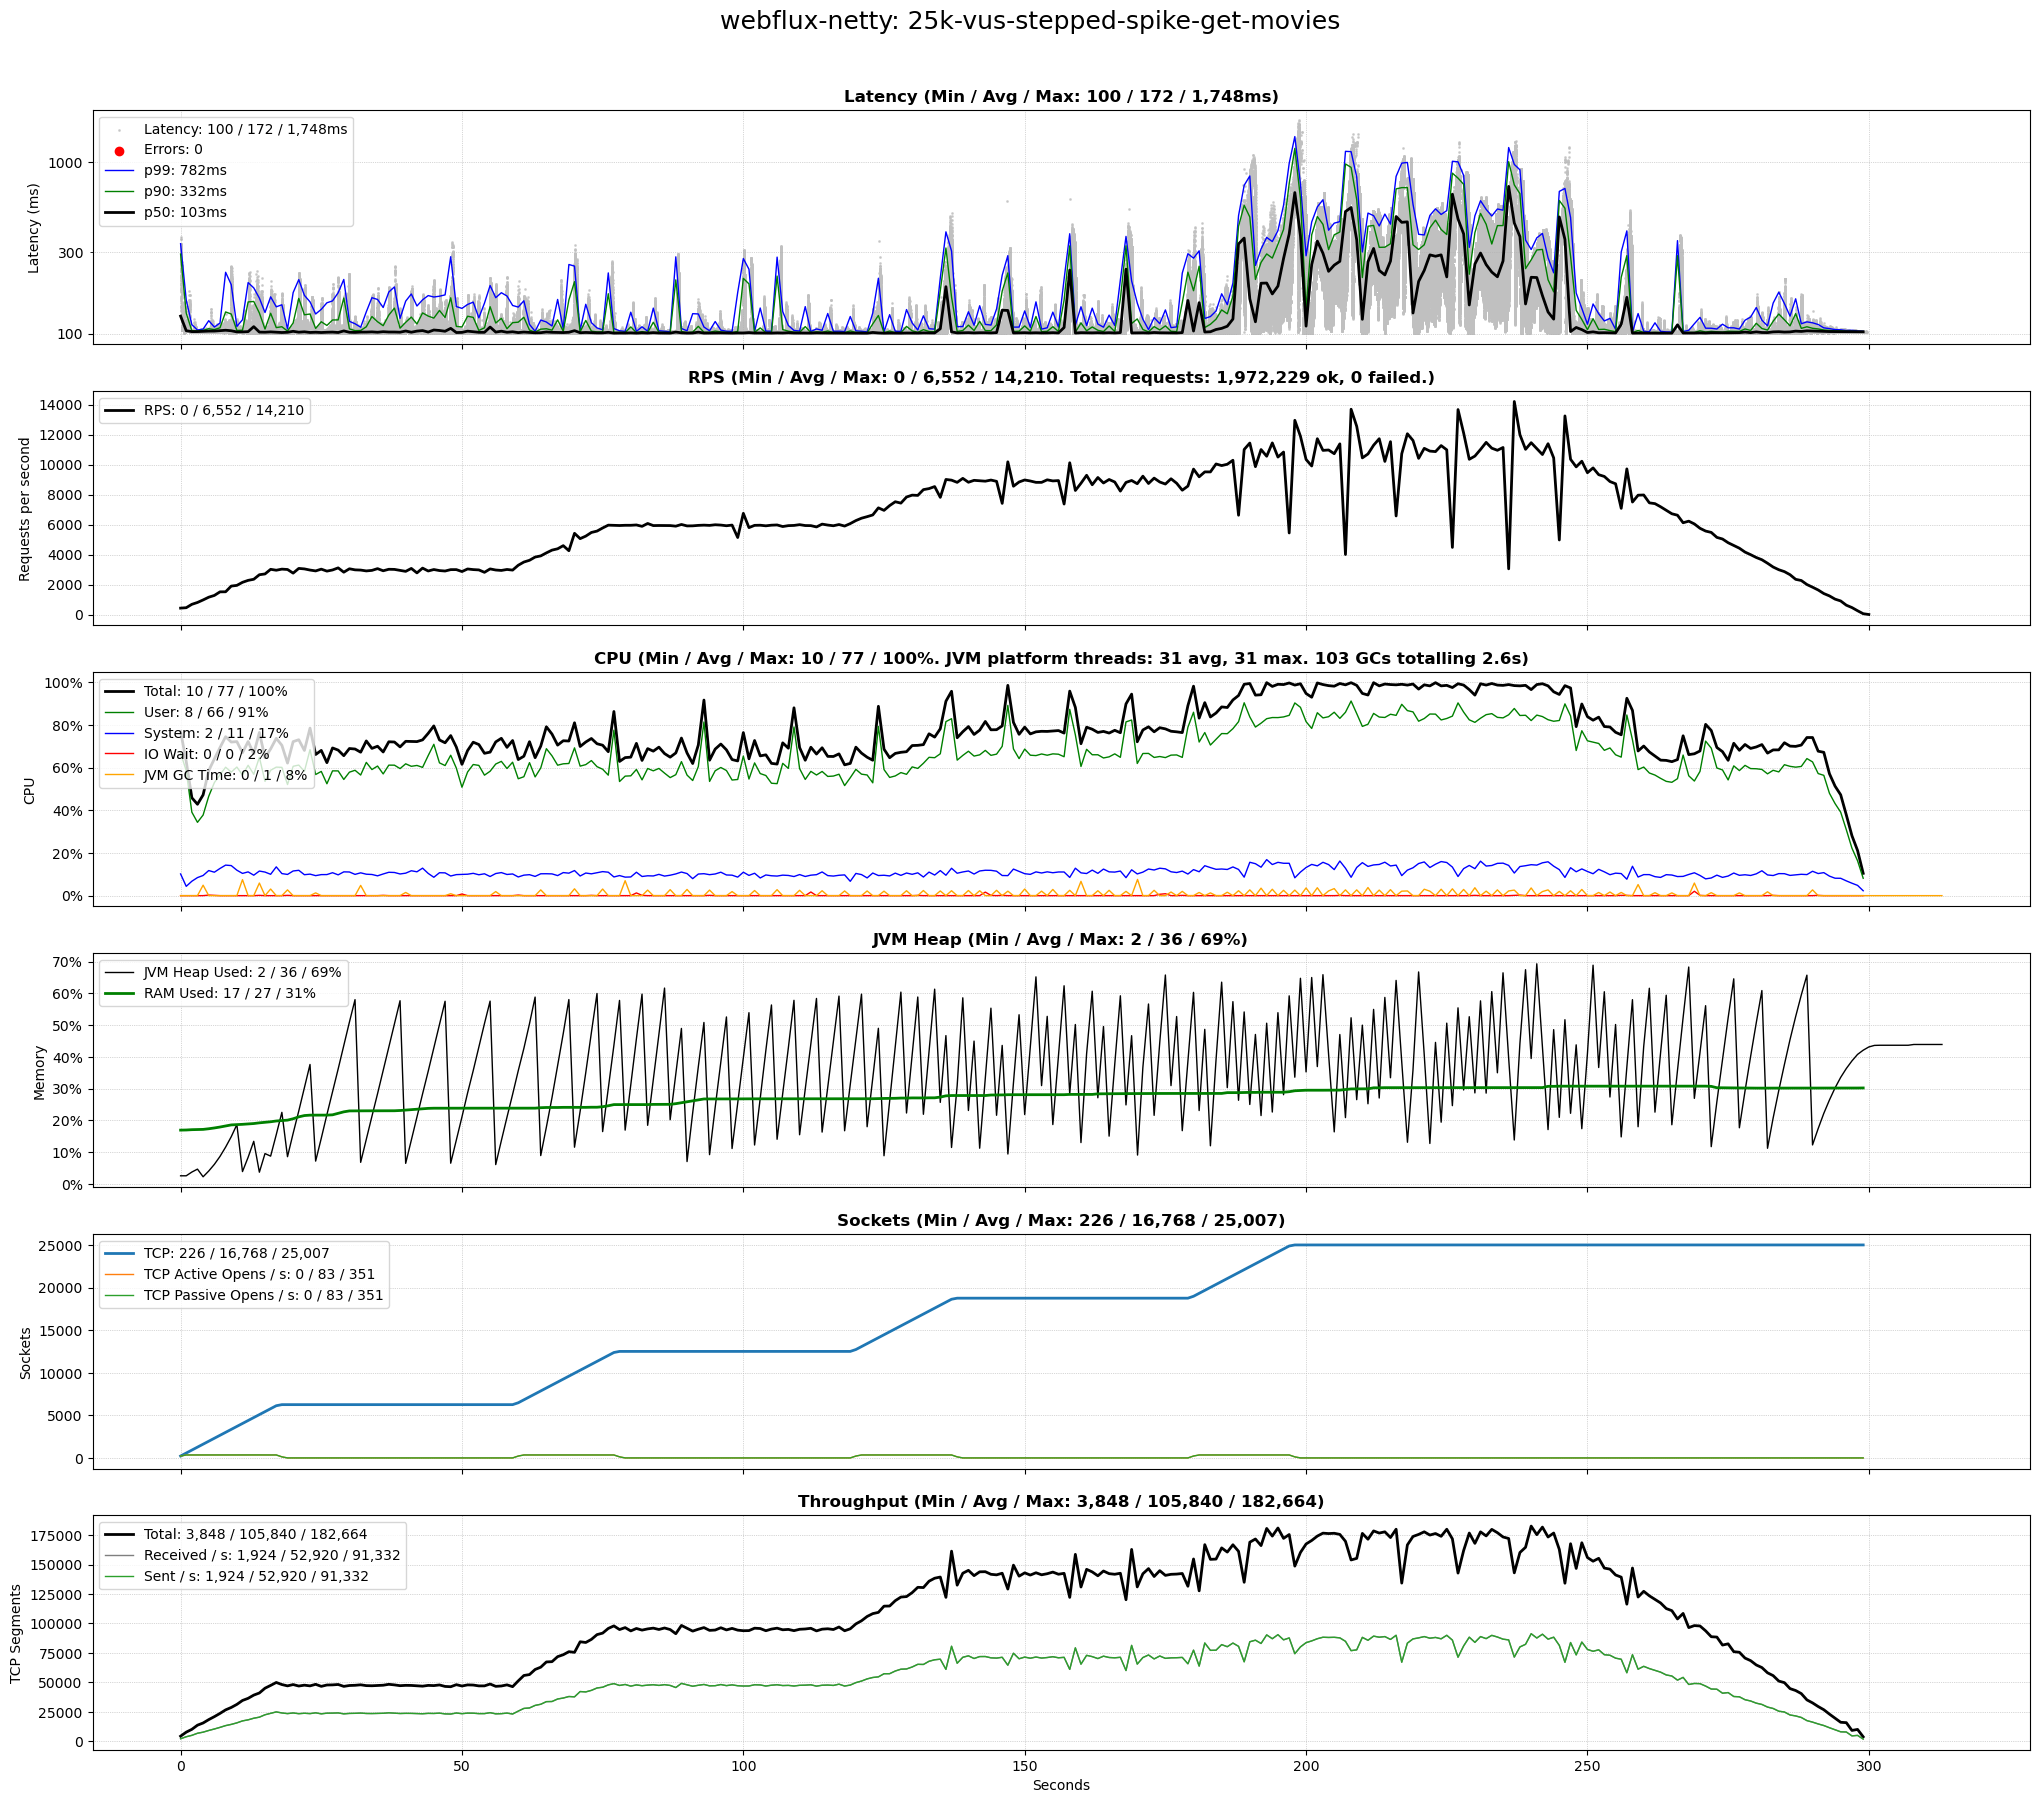 webflux-netty: 25k-vus-stepped-spike-get-movies
Latency (Min / Avg / Max: 100 / 172 / 1,748ms)
Latency: 100 / 172 / 1,748ms
Errors: 0
p99: 782ms
p90: 332ms
p50: 103ms
Latency (ms)
1000
300
100
RPS (Min / Avg / Max: 0 / 6,552 / 14,210. Total requests: 1,972,229 ok, 0 failed.)
RPS: 0 / 6,552 / 14,210
Requests per second
14000
12000
10000
8000
6000
4000
2000
0
CPU (Min / Avg / Max: 10 / 77 / 100%. JVM platform threads: 31 avg, 31 max. 103 GCs totalling 2.6s)
Total: 10 / 77 / 100%
User: 8 / 66 / 91%
System: 2 / 11 / 17%
IO Wait: 0 / 0 / 2%
JVM GC Time: 0 / 1 / 8%
CPU
100%
80%
60%
40%
20%
0%
JVM Heap (Min / Avg / Max: 2 / 36 / 69%)
JVM Heap Used: 2 / 36 / 69%
RAM Used: 17 / 27 / 31%
Memory
70%
60%
50%
40%
30%
20%
10%
0%
Sockets (Min / Avg / Max: 226 / 16,768 / 25,007)
TCP: 226 / 16,768 / 25,007
TCP Active Opens / s: 0 / 83 / 351
TCP Passive Opens / s: 0 / 83 / 351
Sockets
25000
20000
15000
10000
5000
0
Throughput (Min / Avg / Max: 3,848 / 105,840 / 182,664)
Total: 3,848 / 105,840 / 182,664
Received / s: 1,924 / 52,920 / 91,332
Sent / s: 1,924 / 52,920 / 91,332
TCP Segments
175000
150000
125000
100000
75000
50000
25000
0
0 50 100 150 200 250 300
Seconds